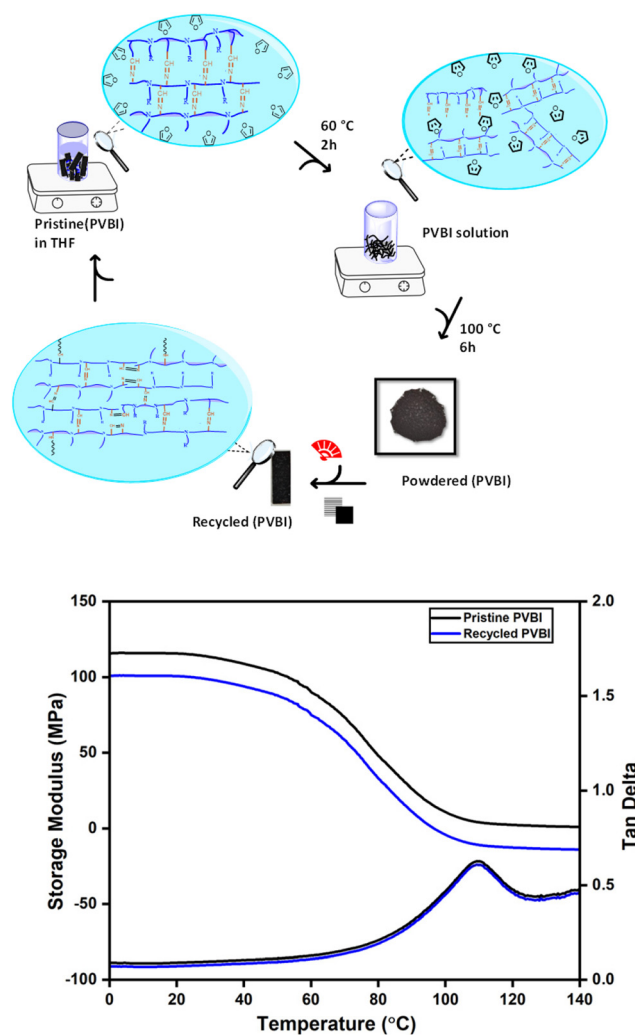 60 °C
2h
Pristine(PVBI)
in THF
PVBI solution
100 °C
6h
Powdered (PVBI)
Recycled (PVBI)
150
100
50
0
-50
-100
2.0
1.5
1.0
0.5
0.0
Pristine PVBI
Recycled PVBI
Storage Modulus (MPa)
Tan Delta
0 20 40 60 80 100 120 140
Temperature (°C)